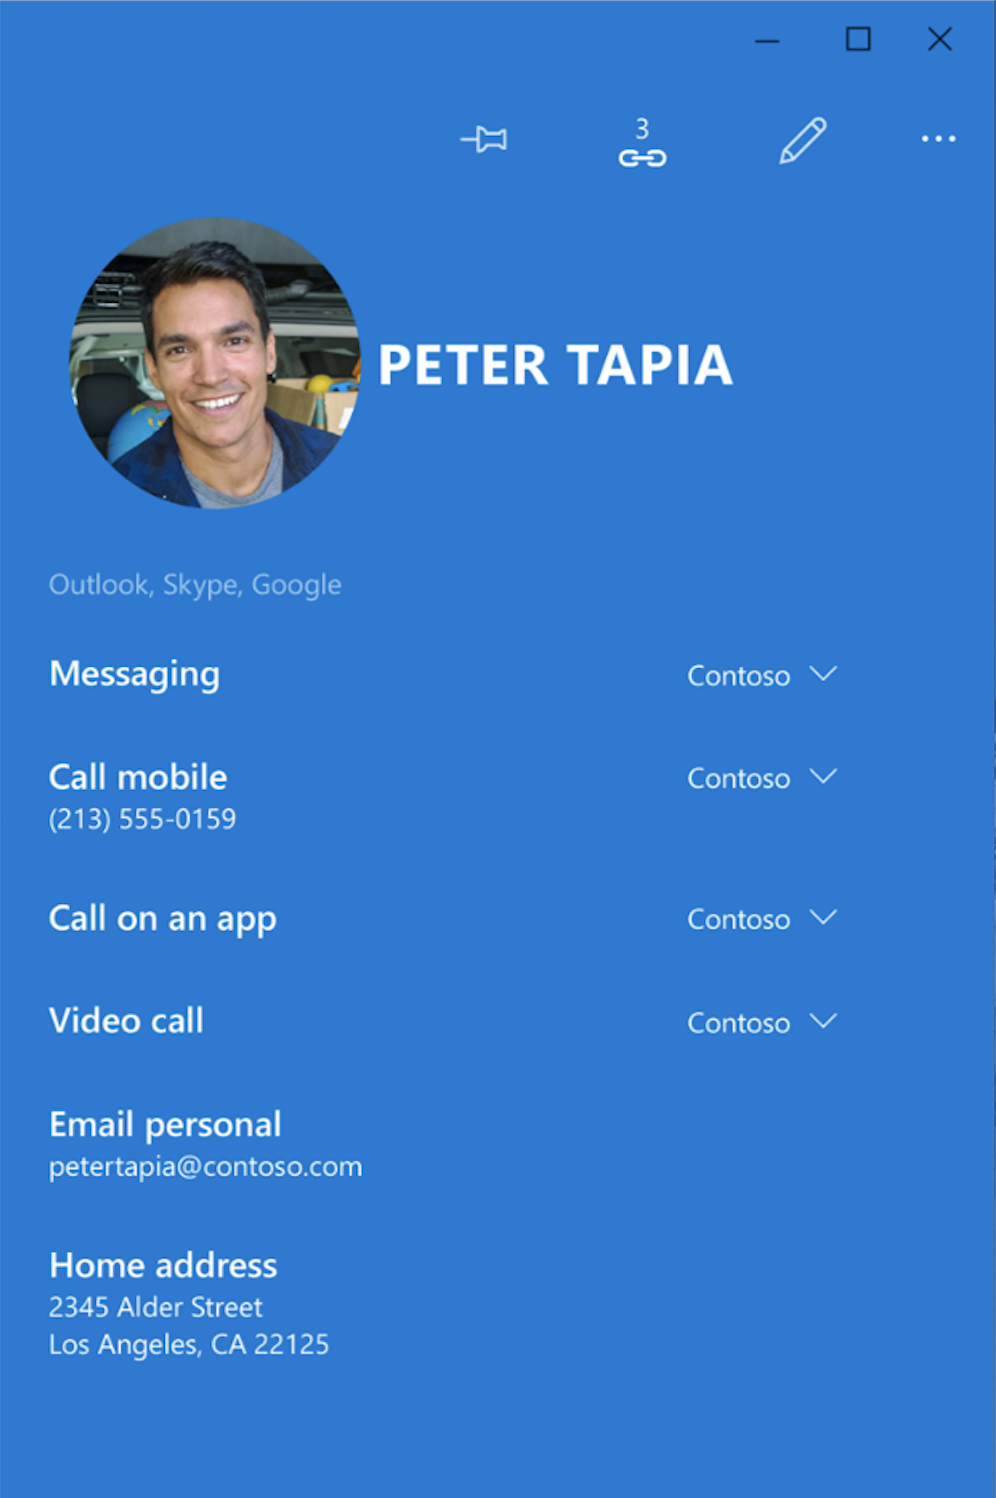 3
PETER TAPIA
Outlook, Skype, Google
Messaging
Contoso
Call mobile
Contoso
(213) 555-0159
Call on an app
Contoso
Video call
Contoso
Email personal
petertapia@contoso.com
Home address
2345 Alder Street
Los Angeles, CA 22125